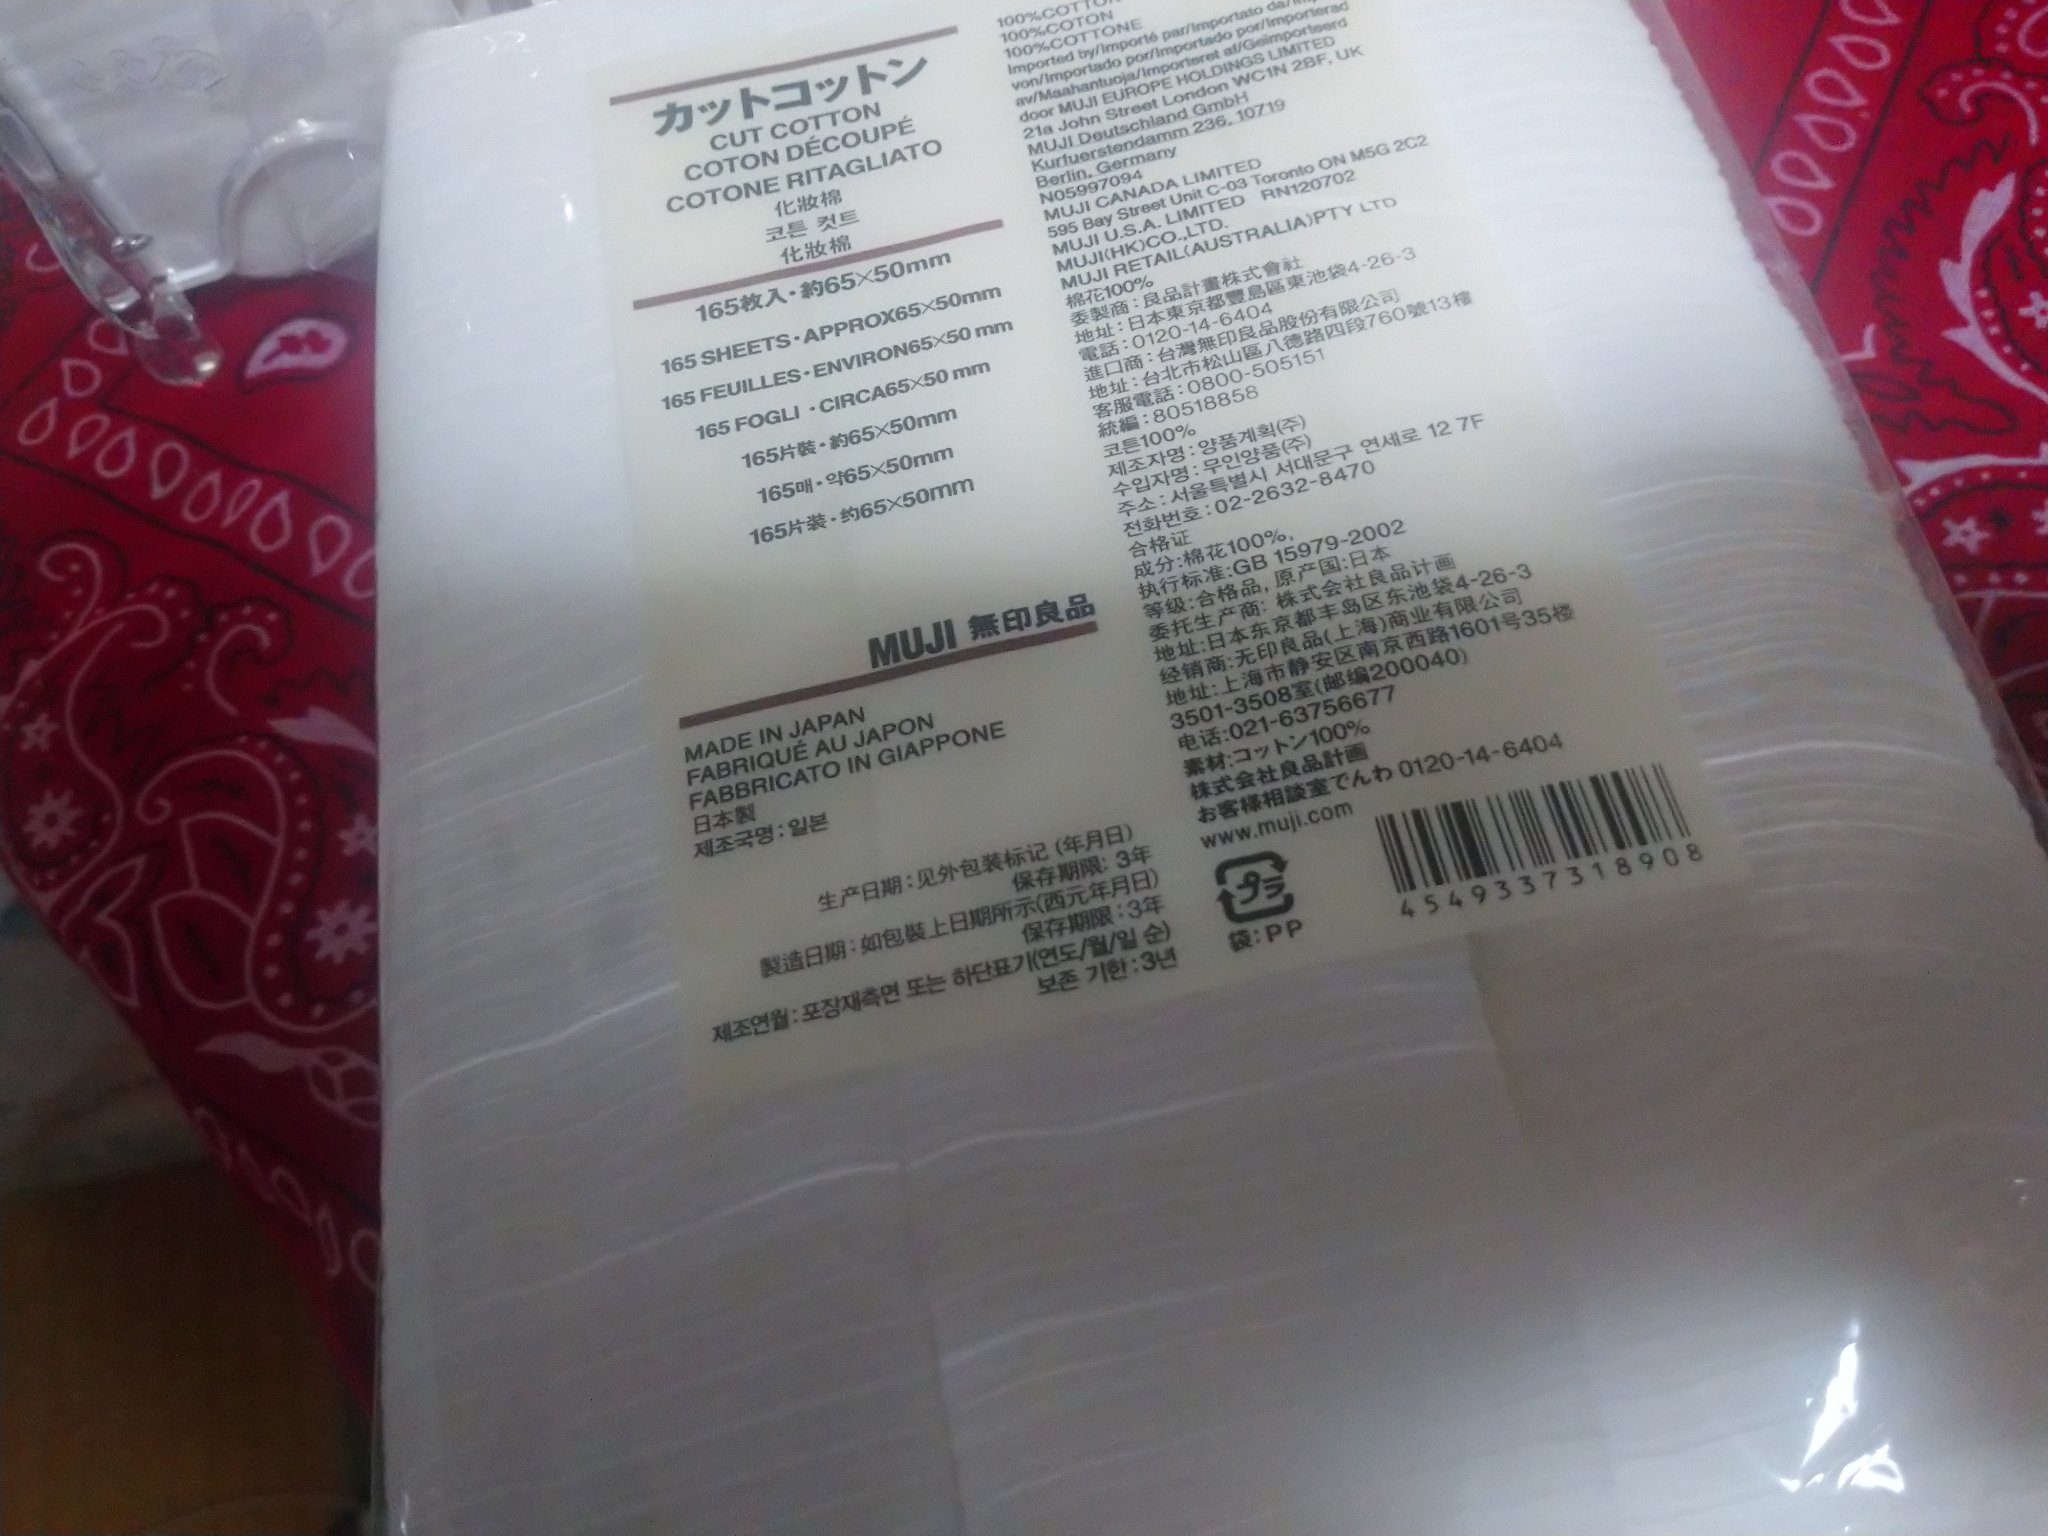 カットコットン
CUT COTTON
COTON DÉCOUPÉ
COTONE RITAGLIATO
化妝棉
코튼 컷트
化妆棉
165枚入・約65×50mm
165 SHEETS・APPROX65×50mm
165 FEUILLES・ENVIRON65×50 mm
165 FOGLI ・CIRCA65×50 mm
165片裝・約65×50mm
165매・약65×50mm
165片装・约65×50mm
MUJI 無印良品
MADE IN JAPAN
FABRIQUÉ AU JAPON
FABBRICATO IN GIAPPONE
日本製
제조국명:일본
生产日期:见外包装标记 (年月日)
保存期限: 3年
製造日期:如包裝上日期所示(西元年月日)
保存期限:3年
제조연월:포장재측면 또는 하단표기(연도/월/일 순)
보존 기한:3년
100%COTTON
100%COTON
100%COTTONE
Imported by/Importé par/Importato da/
von/Importado por/Importado por/Importerad
av/Maahantuoja/Importeret af/Geïmporteerd
door MUJI EUROPE HOLDINGS LIMITED
21a John Street London WC1N 2BF, UK
MUJI Deutschland GmbH
Kurfuerstendamm 236, 10719
Berlin, Germany
N05997094
MUJI CANADA LIMITED
595 Bay Street Unit C-03 Toronto ON M5G 2C2
MUJI U.S.A. LIMITED RN120702
MUJI(HK)CO.,LTD.
MUJI RETAIL(AUSTRALIA)PTY LTD
棉花100%
委製商:良品計畫株式會社
地址:日本東京都豐島區東池袋4-26-3
電話:0120-14-6404
進口商:台灣無印良品股份有限公司
地址:台北市松山區八德路四段760號13樓
客服電話:0800-505151
統編:80518858
코튼100%
제조자명:양품계획(주)
수입자명:무인양품(주)
주소:서울특별시 서대문구 연세로 12 7F
전화번호:02-2632-8470
合格证
成分:棉花100%,
执行标准:GB 15979-2002
等级:合格品, 原产国:日本
委托生产商: 株式会社良品计画
地址:日本东京都丰岛区东池袋4-26-3
经销商:无印良品(上海)商业有限公司
地址:上海市静安区南京西路1601号35楼
3501-3508室(邮编200040)
电话:021-63756677
素材:コットン100%
株式会社良品計画
お客様相談室でんわ 0120-14-6404
www.muji.com
プラ
袋:PP
4549337318908